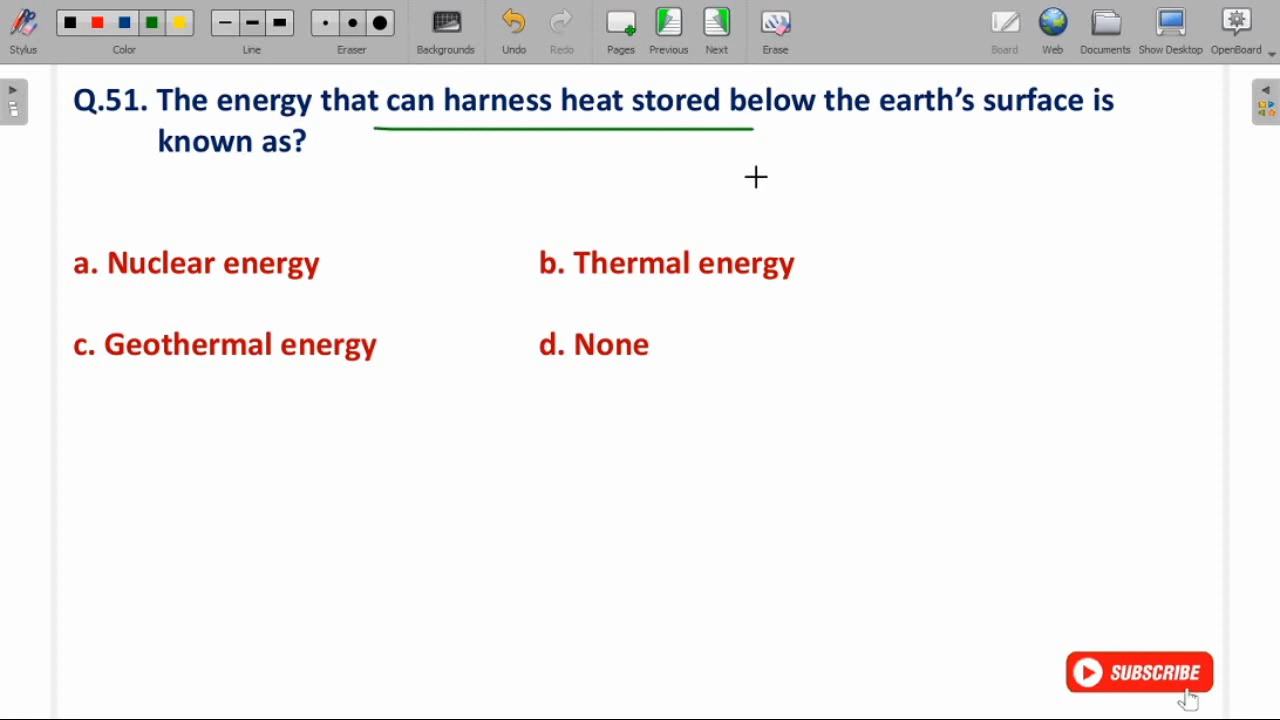 Stylus Color Line Eraser Backgrounds Undo Redo Pages Previous Next Erase Board Web Documents Show Desktop OpenBoard
Q.51. The energy that can harness heat stored below the earth's surface is
known as?
a. Nuclear energy b. Thermal energy
c. Geothermal energy d. None
SUBSCRIBE